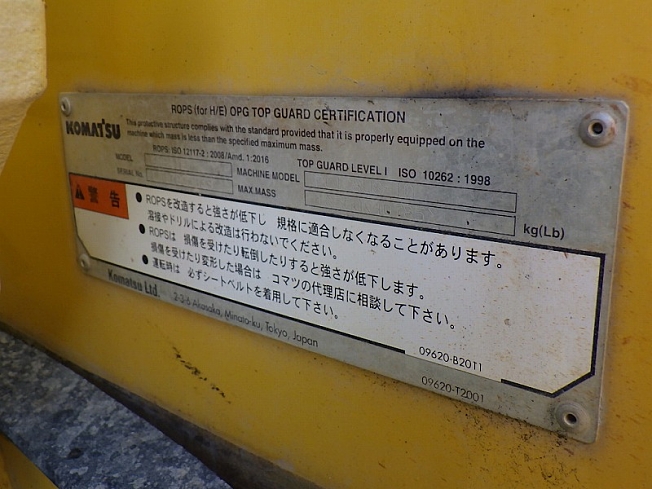 ROPS (for H/E) OPG TOP GUARD CERTIFICATION
KOMATSU
This protective structure complies with the standard provided that it is properly equipped on the
machine which mass is less than the specified maximum mass.
ROPS: ISO 12117-2 : 2008/Amd. 1:2016 TOP GUARD LEVEL I ISO 10262 : 1998
MODEL MACHINE MODEL
SERIAL No. MAX.MASS kg(Lb)
警告
● ROPSを改造すると強さが低下し 規格に適合しなくなることがあります。
溶接やドリルによる改造は行わないでください。
● ROPSは 損傷を受けたり転倒したりすると強さが低下します。
損傷を受けたり変形した場合は コマツの代理店に相談して下さい。
● 運転時は 必ずシートベルトを着用して下さい。
09620-B2011
Komatsu Ltd. 2-3-6 Akasaka, Minato-ku, Tokyo, Japan
09620-T2001